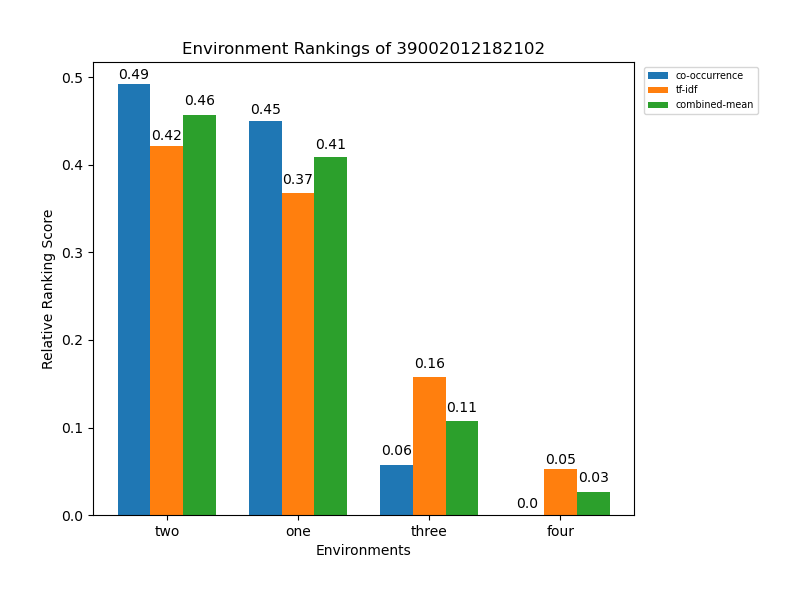 Environment Rankings of 39002012182102
co-occurrence
tf-idf
combined-mean
Relative Ranking Score
0.5
0.4
0.3
0.2
0.1
0.0
0.49
0.42
0.46
0.45
0.37
0.41
0.06
0.16
0.11
0.0
0.05
0.03
two one three four
Environments